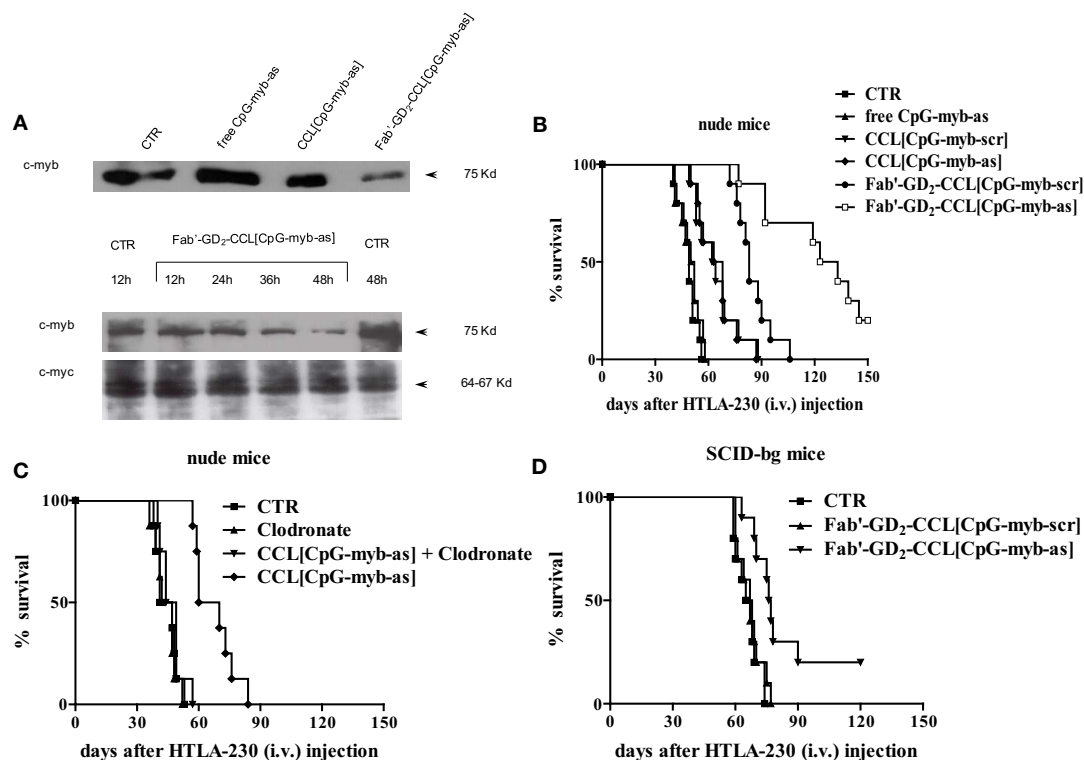 A
CTR
free CpG-myb-as
CCL[CpG-myb-as]
Fab'-GD2-CCL[CpG-myb-as]
c-myb
75 Kd
CTR
Fab'-GD2-CCL[CpG-myb-as]
CTR
12h
12h
24h
36h
48h
48h
c-myb
75 Kd
c-myc
64-67 Kd
B
nude mice
CTR
free CpG-myb-as
CCL[CpG-myb-scr]
CCL[CpG-myb-as]
Fab'-GD2-CCL[CpG-myb-scr]
Fab'-GD2-CCL[CpG-myb-as]
% survival
100
50
0
0 30 60 90 120 150
days after HTLA-230 (i.v.) injection
C
nude mice
CTR
Clodronate
CCL[CpG-myb-as] + Clodronate
CCL[CpG-myb-as]
% survival
100
50
0
0 30 60 90 120 150
days after HTLA-230 (i.v.) injection
D
SCID-bg mice
CTR
Fab'-GD2-CCL[CpG-myb-scr]
Fab'-GD2-CCL[CpG-myb-as]
% survival
100
50
0
0 30 60 90 120 150
days after HTLA-230 (i.v.) injection